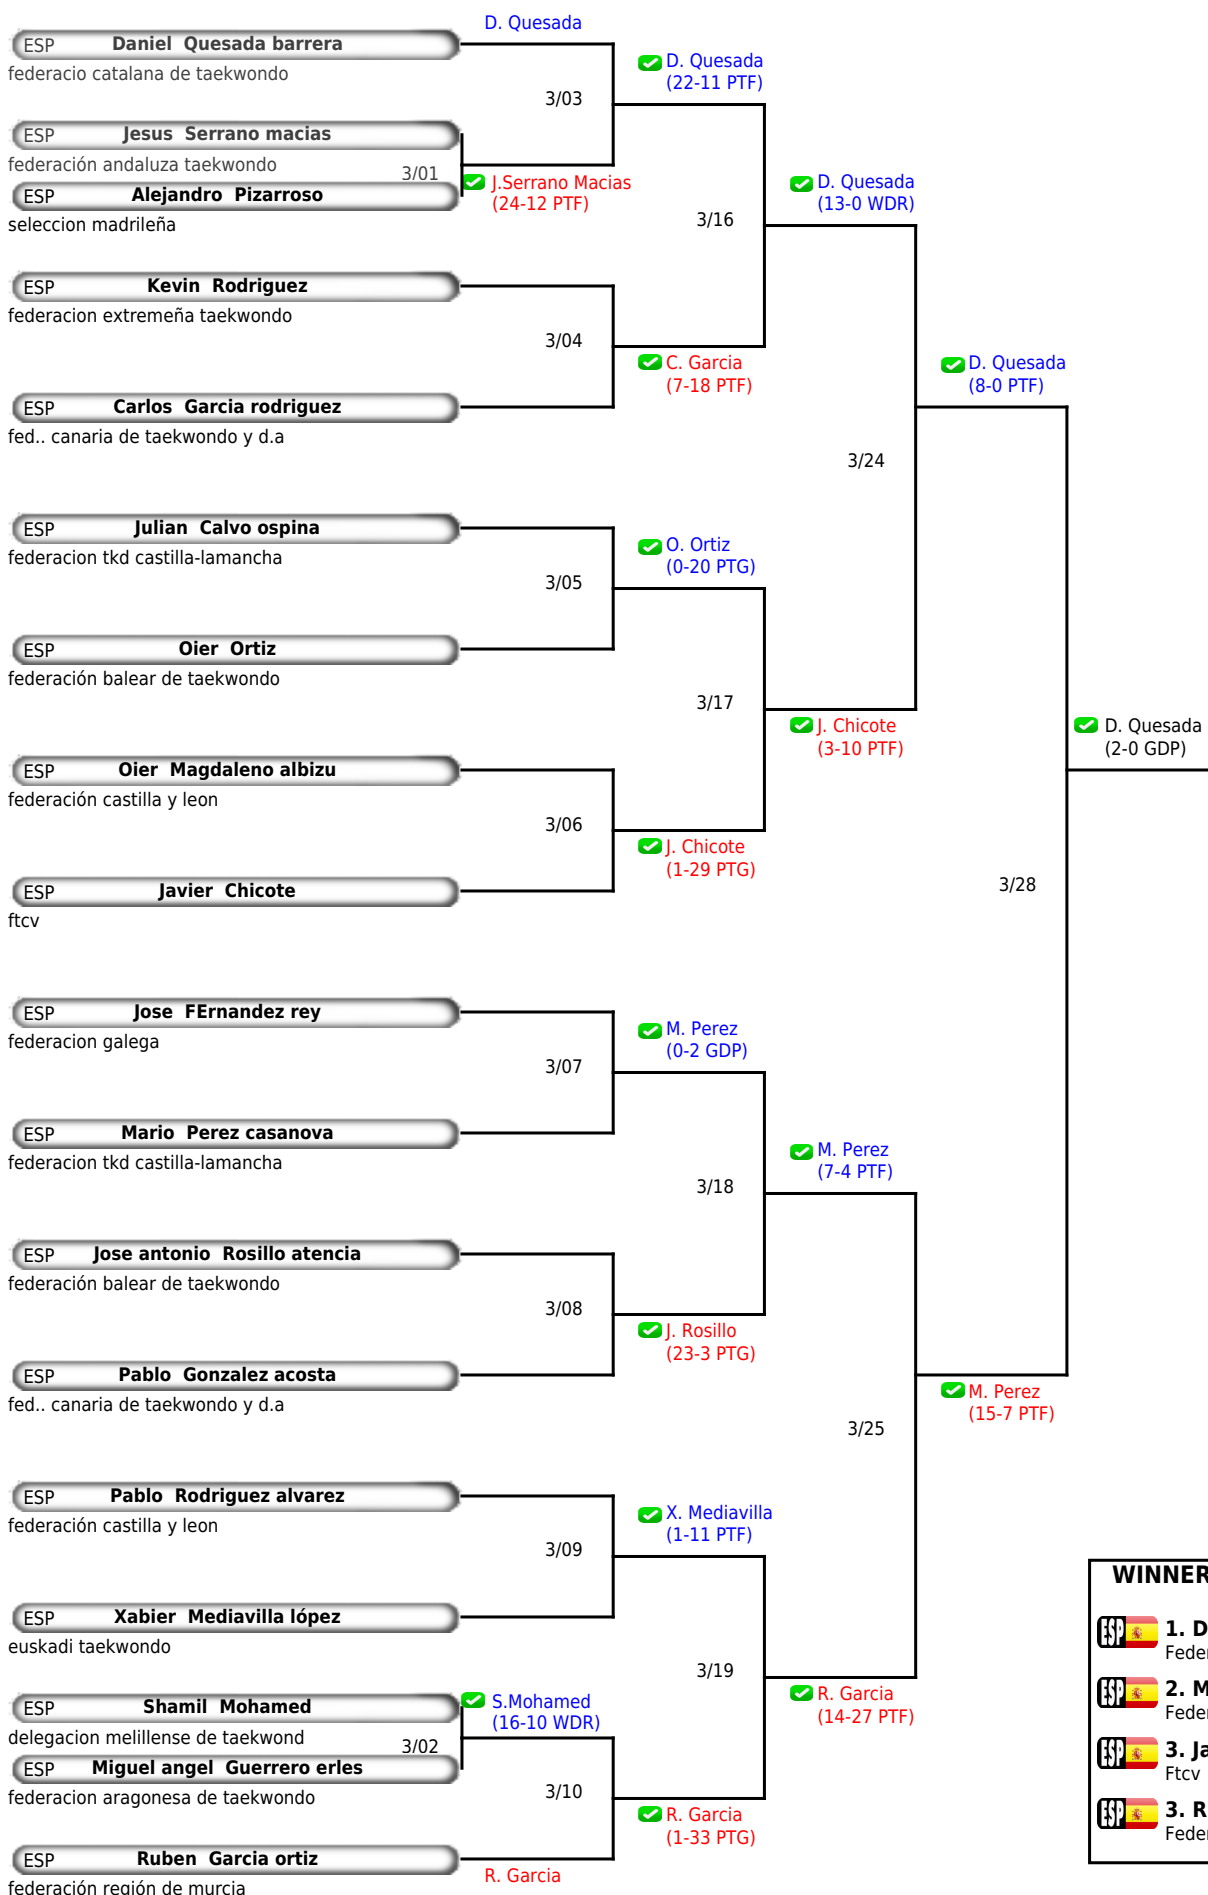 D. Quesada
ESP Daniel Quesada barrera
federacio catalana de taekwondo
D. Quesada
(22-11 PTF)
3/03
ESP Jesus Serrano macias
federación andaluza taekwondo
3/01
J.Serrano Macias
(24-12 PTF)
ESP Alejandro Pizarroso
seleccion madrileña
D. Quesada
(13-0 WDR)
3/16
ESP Kevin Rodriguez
federacion extremeña taekwondo
3/04
C. Garcia
(7-18 PTF)
D. Quesada
(8-0 PTF)
ESP Carlos Garcia rodriguez
fed.. canaria de taekwondo y d.a
3/24
ESP Julian Calvo ospina
federacion tkd castilla-lamancha
O. Ortiz
(0-20 PTG)
3/05
ESP Oier Ortiz
federación balear de taekwondo
3/17
J. Chicote
(3-10 PTF)
D. Quesada
(2-0 GDP)
ESP Oier Magdaleno albizu
federación castilla y leon
3/06
J. Chicote
(1-29 PTG)
3/28
ESP Javier Chicote
ftcv
ESP Jose FErnandez rey
federacion galega
M. Perez
(0-2 GDP)
3/07
ESP Mario Perez casanova
federacion tkd castilla-lamancha
M. Perez
(7-4 PTF)
3/18
ESP Jose antonio Rosillo atencia
federación balear de taekwondo
3/08
J. Rosillo
(23-3 PTG)
ESP Pablo Gonzalez acosta
fed.. canaria de taekwondo y d.a
M. Perez
(15-7 PTF)
3/25
ESP Pablo Rodriguez alvarez
federación castilla y leon
X. Mediavilla
(1-11 PTF)
3/09
ESP Xabier Mediavilla lópez
euskadi taekwondo
3/19
R. Garcia
(14-27 PTF)
ESP Shamil Mohamed
delegacion melillense de taekwond
S.Mohamed
(16-10 WDR)
3/02
ESP Miguel angel Guerrero erles
federacion aragonesa de taekwondo
3/10
R. Garcia
(1-33 PTG)
ESP Ruben Garcia ortiz
federación región de murcia
R. Garcia
WINNER
ESP 1. D
Feder
ESP 2. M
Feder
ESP 3. Ja
Ftcv
ESP 3. R
Feder